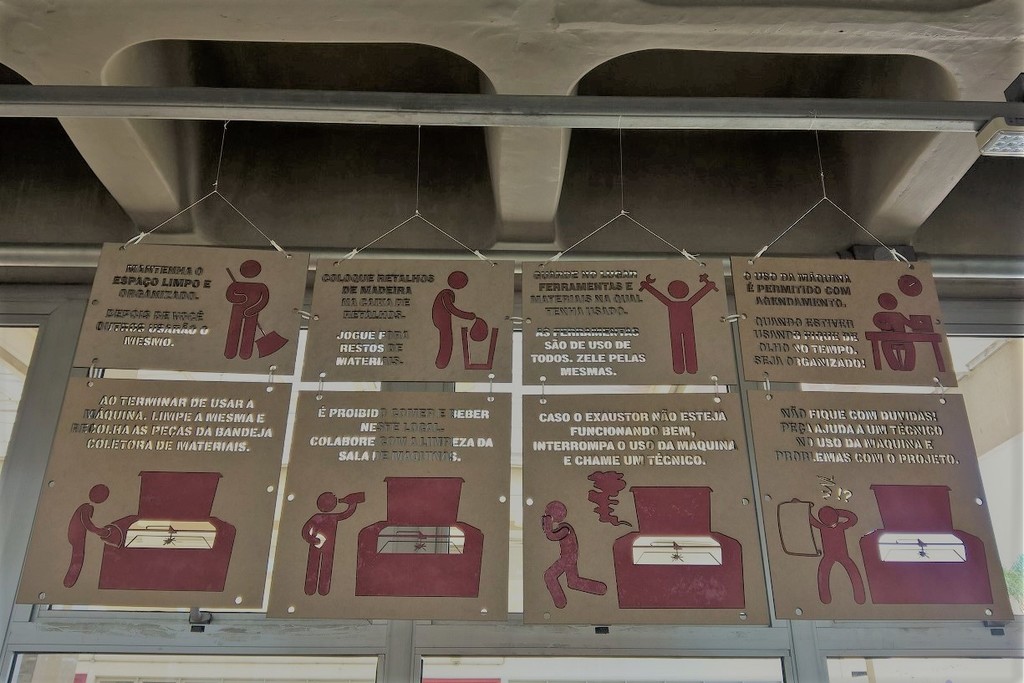 MANTENHA O
ESPAÇO LIMPO E
ORGANIZADO.
DEPOIS DE VOCÊ
OUTROS USARÃO O
MESMO.
COLOQUE RETALHOS
DE MADEIRA
NA CAIXA DE
RETALHOS.
JOGUE FORA
RESTOS DE
MATERIAIS.
GUARDE NO LUGAR
FERRAMENTAS E
MATERIAIS NA QUAL
TENHA USADO.
AS FERRAMENTAS
SÃO DE USO DE
TODOS. ZELE PELAS
MESMAS.
O USO DA MÁQUINA
É PERMITIDO COM
AGENDAMENTO.
QUANDO ESTIVER
USANDO FIQUE DE
OLHO NO TEMPO.
SEJA ORGANIZADO!
AO TERMINAR DE USAR A
MÁQUINA, LIMPE A MESMA E
RECOLHA AS PEÇAS DA BANDEJA
COLETORA DE MATERIAIS.
É PROIBIDO COMER E BEBER
NESTE LOCAL.
COLABORE COM A LIMPEZA DA
SALA DE MÁQUINAS.
CASO O EXAUSTOR NÃO ESTEJA
FUNCIONANDO BEM,
INTERROMPA O USO DA MAQUINA
E CHAME UM TÉCNICO.
NÃO FIQUE COM DUVIDAS!
PEÇA AJUDA A UM TÉCNICO
NO USO DA MAQUINA E
PROBLEMAS COM O PROJETO.
!?